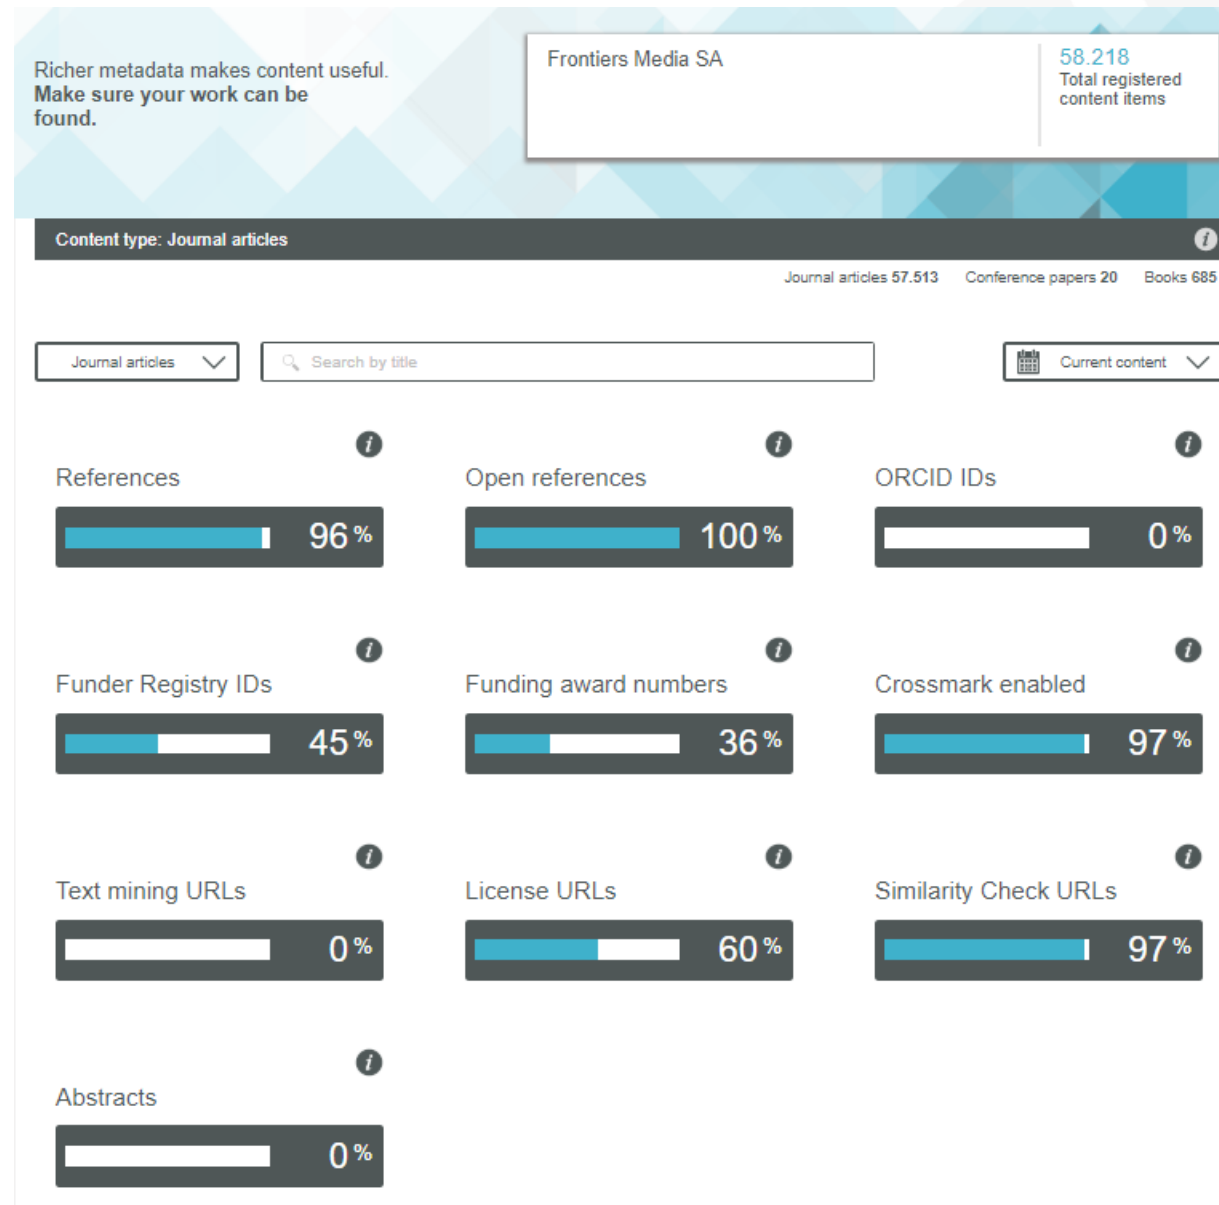 Richer metadata makes content useful.
Make sure your work can be
found.
Frontiers Media SA
58.218
Total registered
content items
Content type: Journal articles
Journal articles 57.513 Conference papers 20 Books 685
Journal articles
Search by title
Current content
References
96 %
Open references
100 %
ORCID IDs
0 %
Funder Registry IDs
45 %
Funding award numbers
36 %
Crossmark enabled
97 %
Text mining URLs
0 %
License URLs
60 %
Similarity Check URLs
97 %
Abstracts
0 %